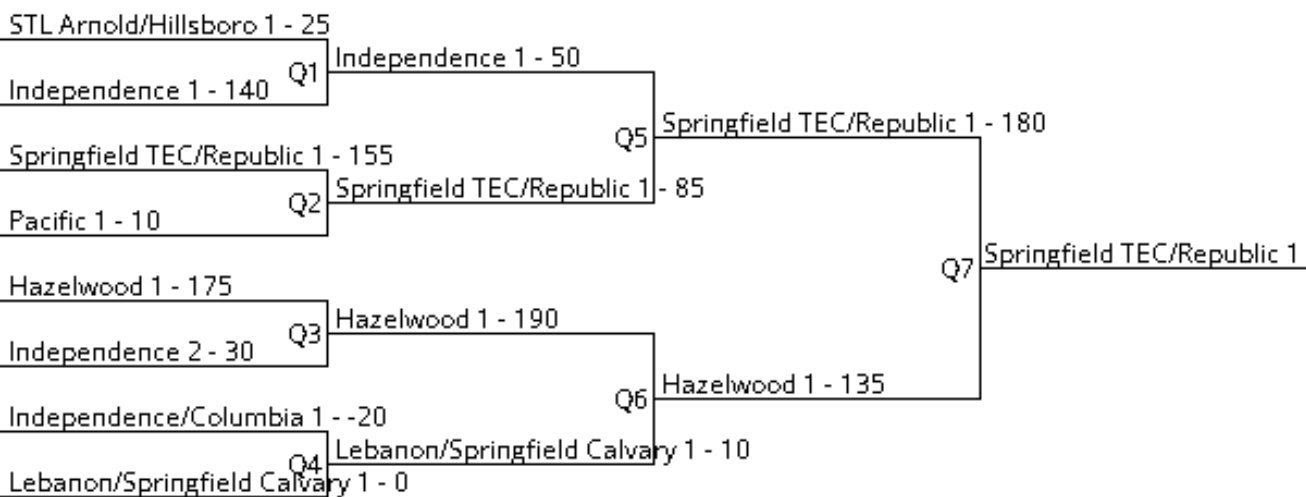 STL Arnold/Hillsboro 1 - 25
Independence 1 - 140
Q1
Independence 1 - 50
Springfield TEC/Republic 1 - 155
Pacific 1 - 10
Q2
Springfield TEC/Republic 1 - 85
Q5
Springfield TEC/Republic 1 - 180
Hazelwood 1 - 175
Independence 2 - 30
Q3
Hazelwood 1 - 190
Independence/Columbia 1 - -20
Lebanon/Springfield Calvary 1 - 0
Q4
Lebanon/Springfield Calvary 1 - 10
Q6
Hazelwood 1 - 135
Q7
Springfield TEC/Republic 1